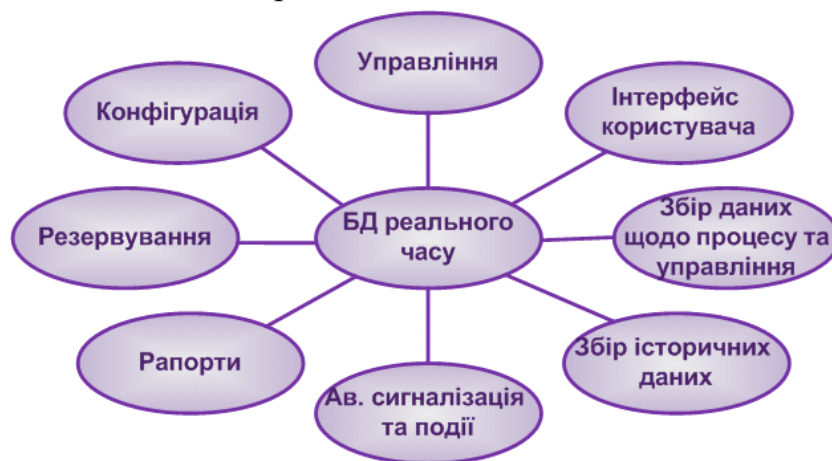 Управління
Конфігурація
Інтерфейс
користувача
Резервування
БД реального
часу
Збір даних
щодо процесу та
управління
Рапорти
Ав. сигналізація
та події
Збір історичних
даних